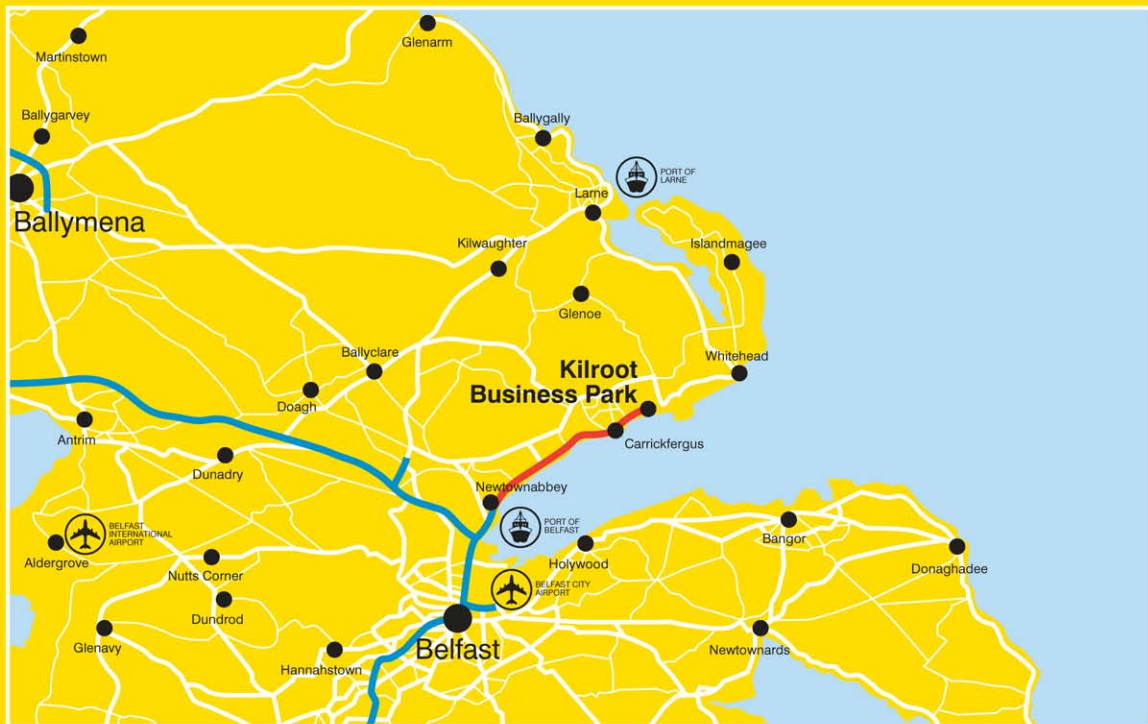 Glenarm
Martinstown
Ballygarvey
Ballygally
PORT OF
LARNE
Larne
Ballymena
Kilwaughter
Islandmagee
Glenoe
Ballyclare
Whitehead
Kilroot
Business Park
Doagh
Antrim
Carrickfergus
Dunadry
Newtownabbey
BELFAST
INTERNATIONAL
AIRPORT
PORT OF
BELFAST
Bangor
Aldergrove
Holywood
Donaghadee
Nutts Corner
BELFAST CITY
AIRPORT
Dundrod
Glenavy
Belfast
Newtownards
Hannahstown